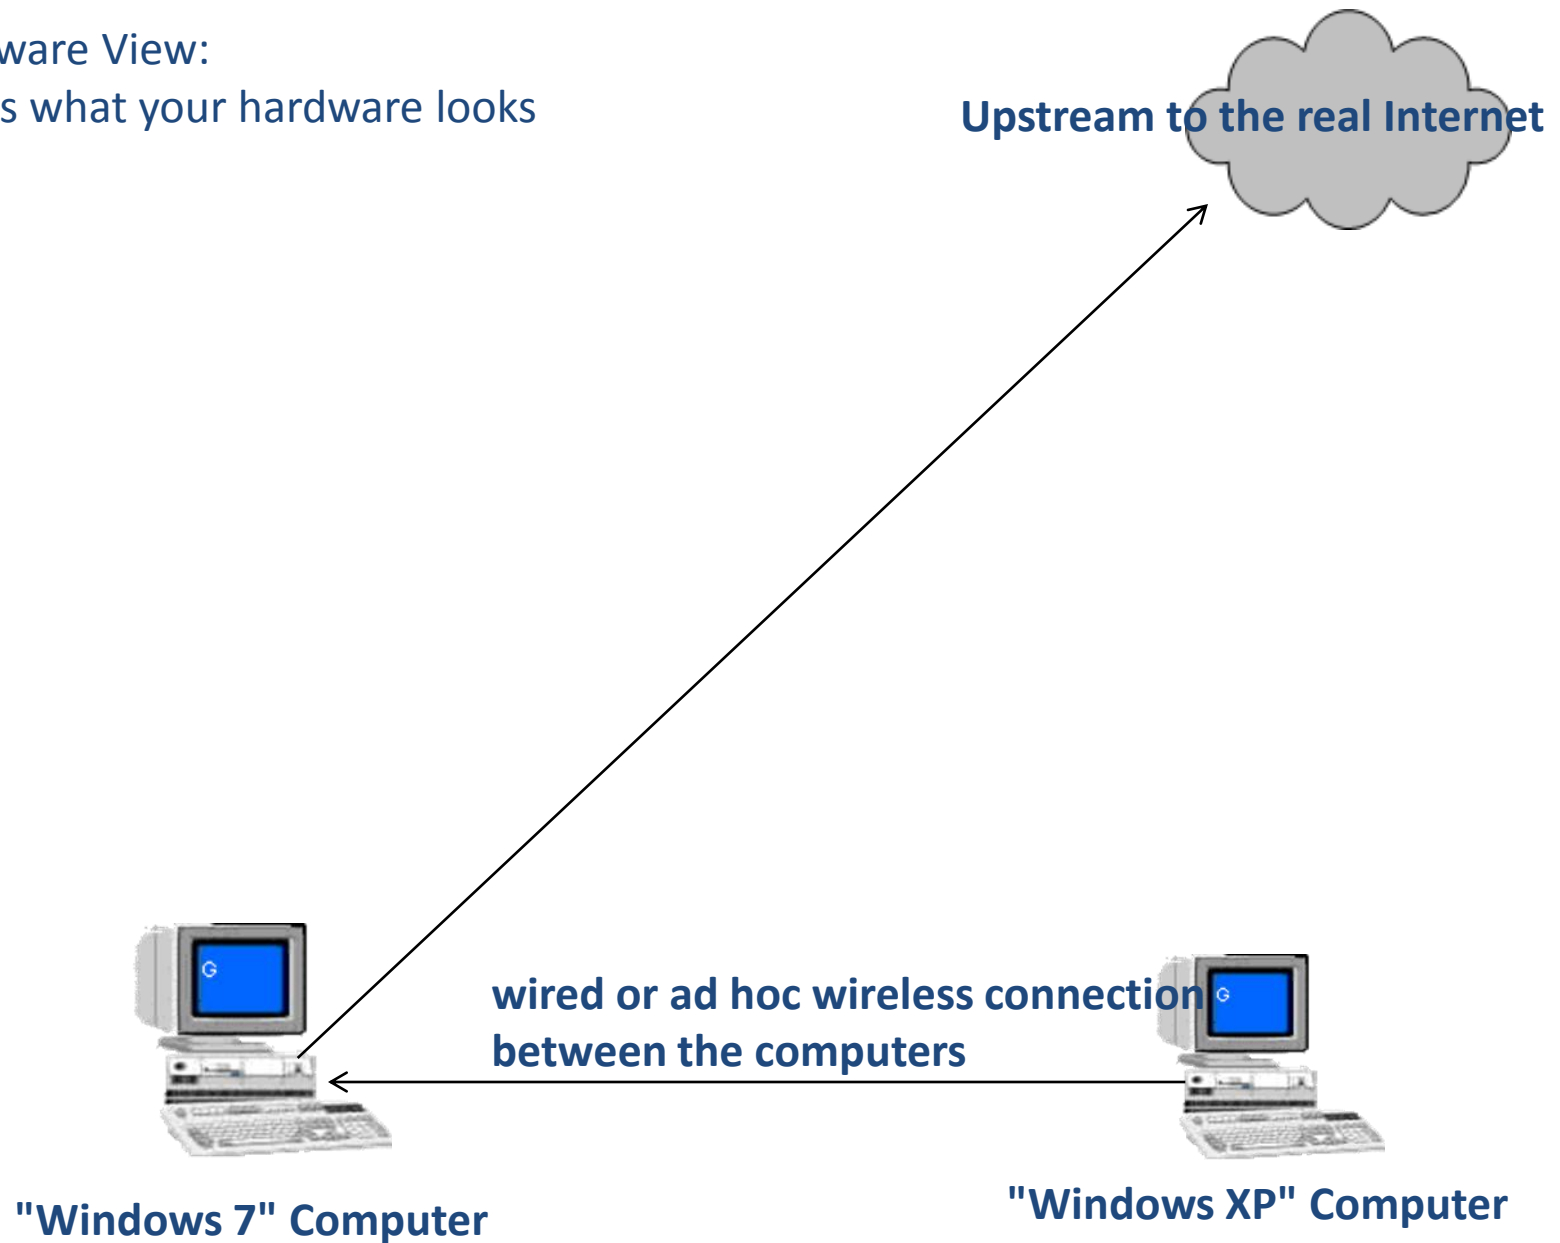 ware View:
s what your hardware looks
Upstream to the real Internet
G
G
wired or ad hoc wireless connection
between the computers
"Windows 7" Computer
"Windows XP" Computer